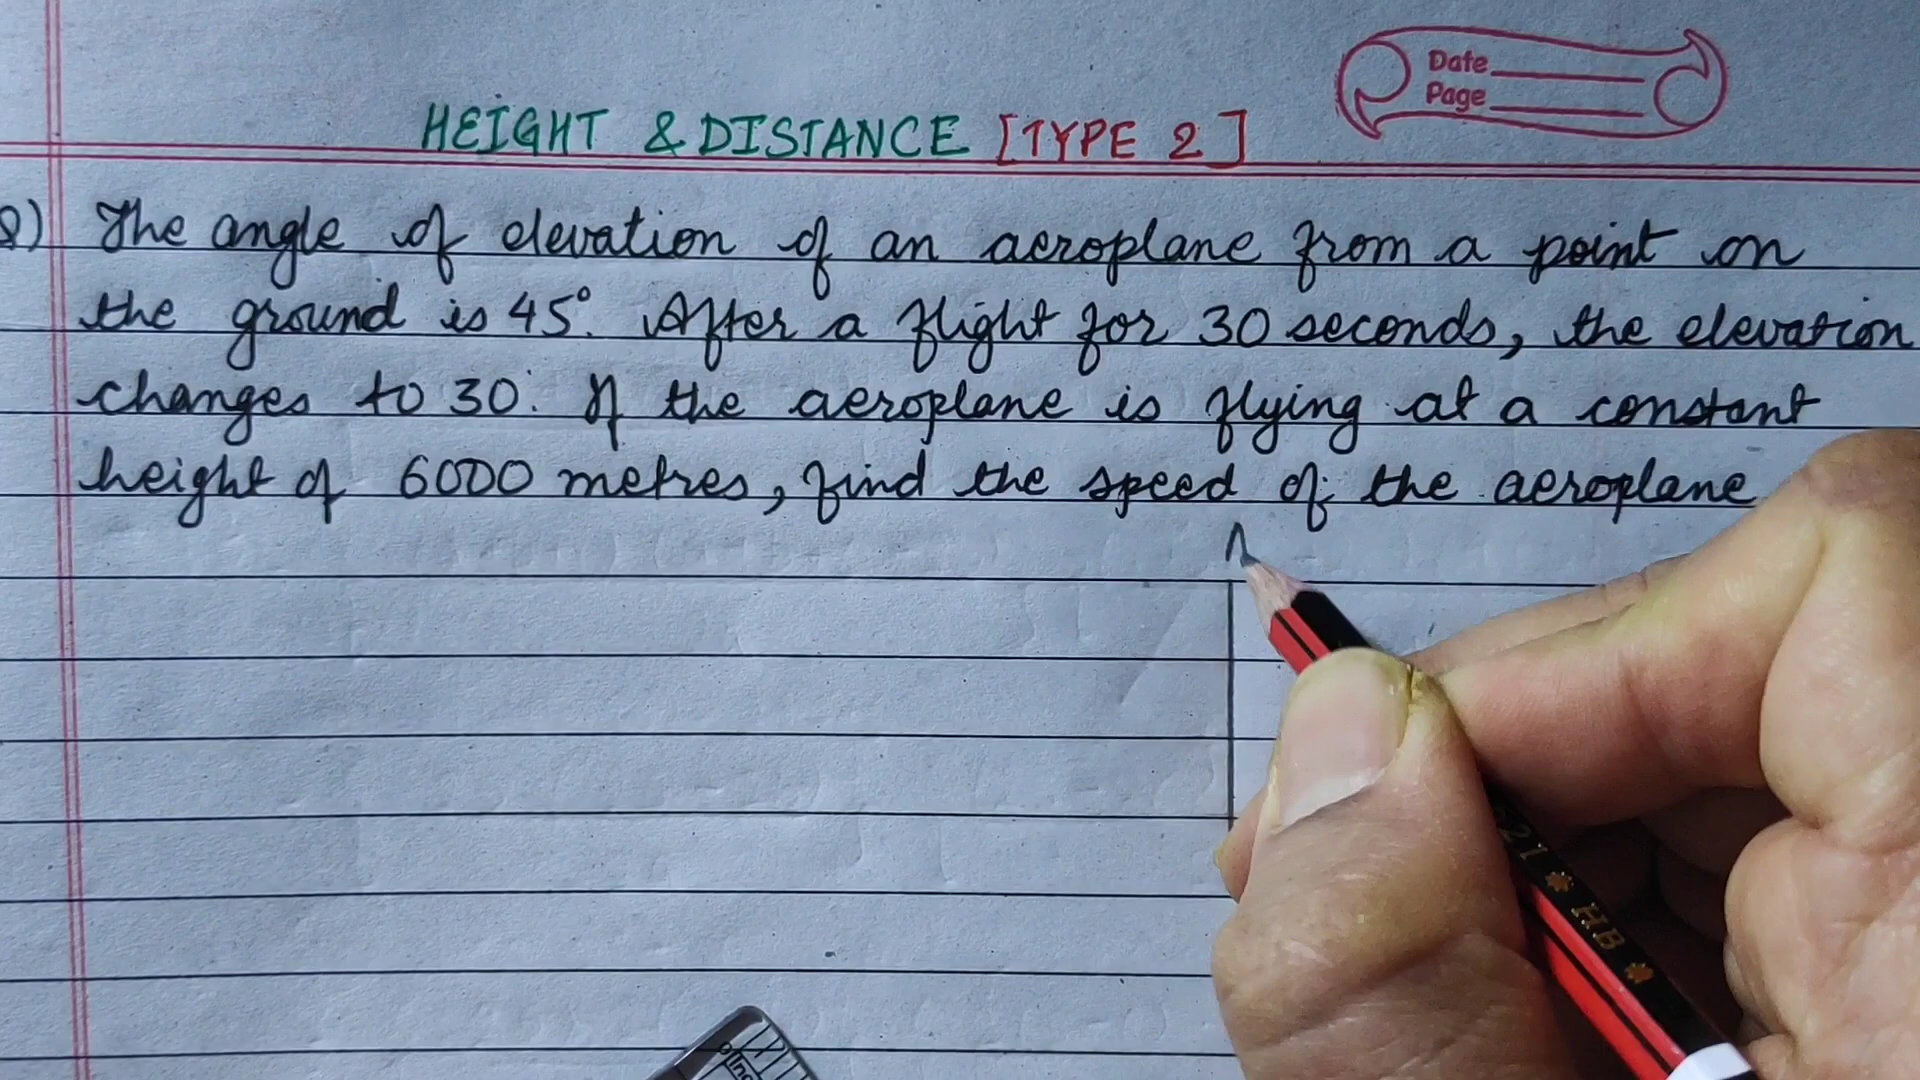 Date
Page
HEIGHT & DISTANCE [TYPE 2]
Q) The angle of elevation of an aeroplane from a point on
the ground is 45°. After a flight for 30 seconds, the elevation
changes to 30°. If the aeroplane is flying at a constant
height of 6000 metres, find the speed of the aeroplane
A
621 HB